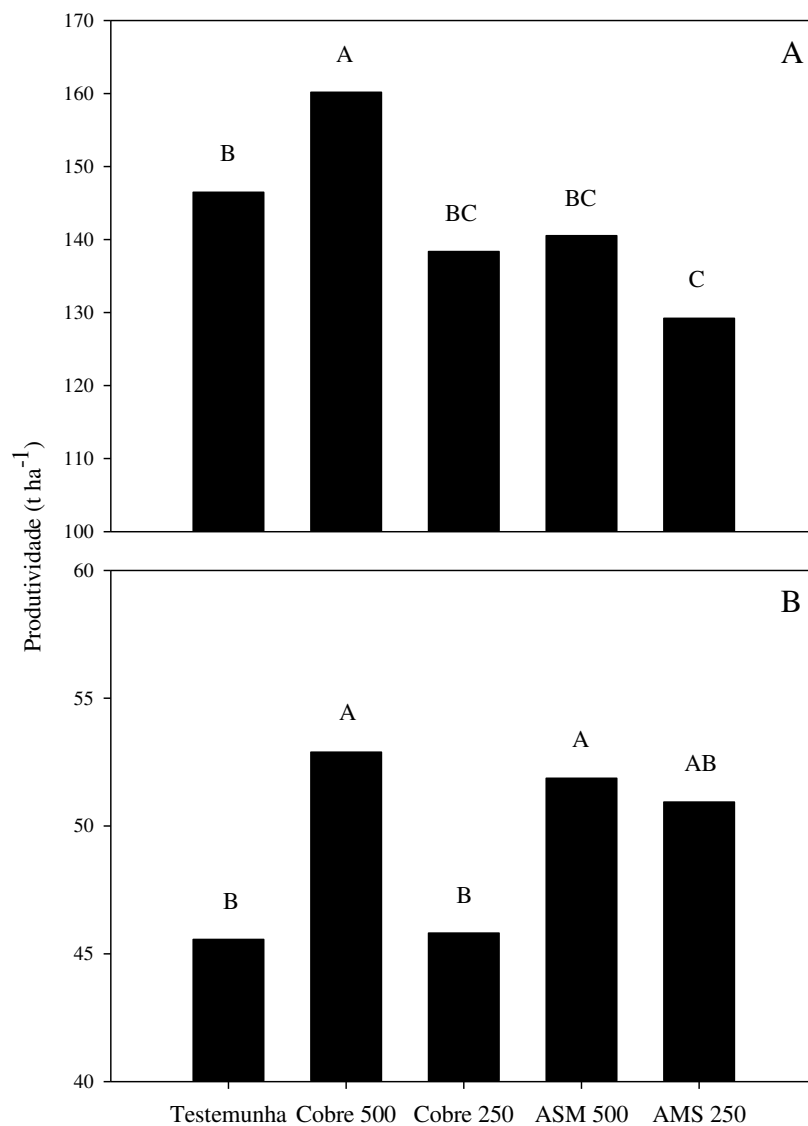 Produtividade (t ha⁻¹)
170
160
150
140
130
120
110
100
A
B
A
BC
BC
C
60
55
50
45
40
B
B
A
B
A
AB
Testemunha Cobre 500 Cobre 250 ASM 500 AMS 250